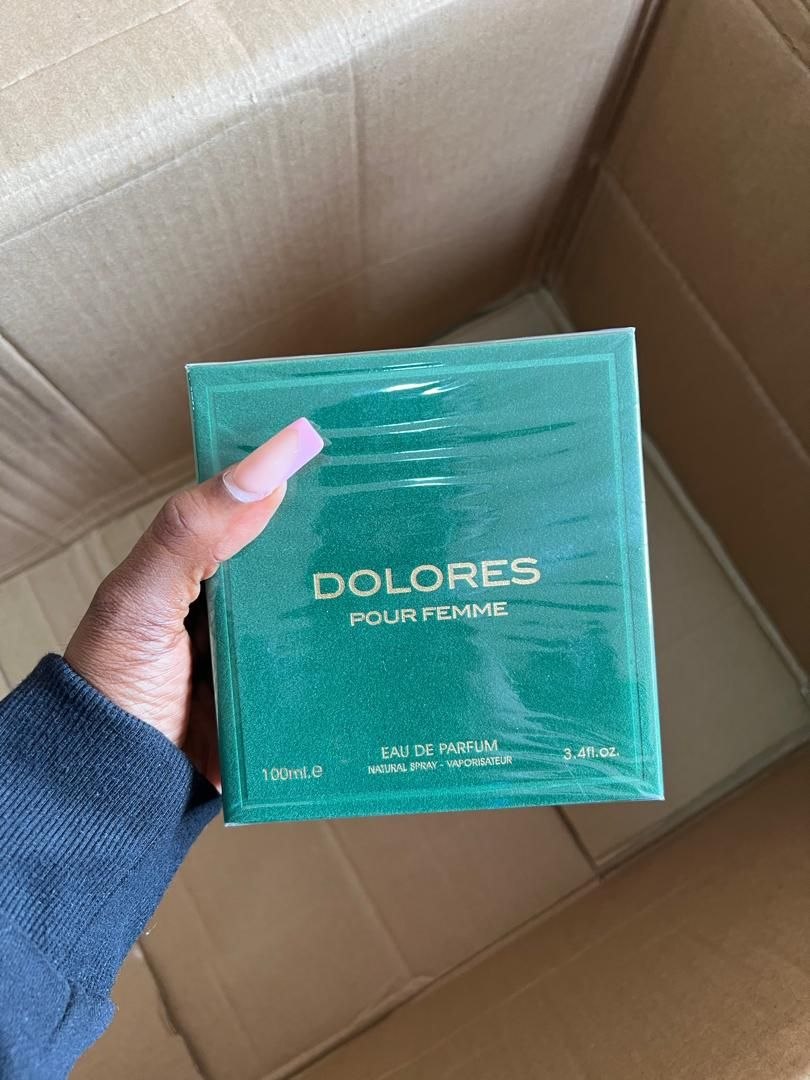 DOLORES
POUR FEMME
EAU DE PARFUM
NATURAL SPRAY - VAPORISATEUR
100ml.e
3.4fl.oz.